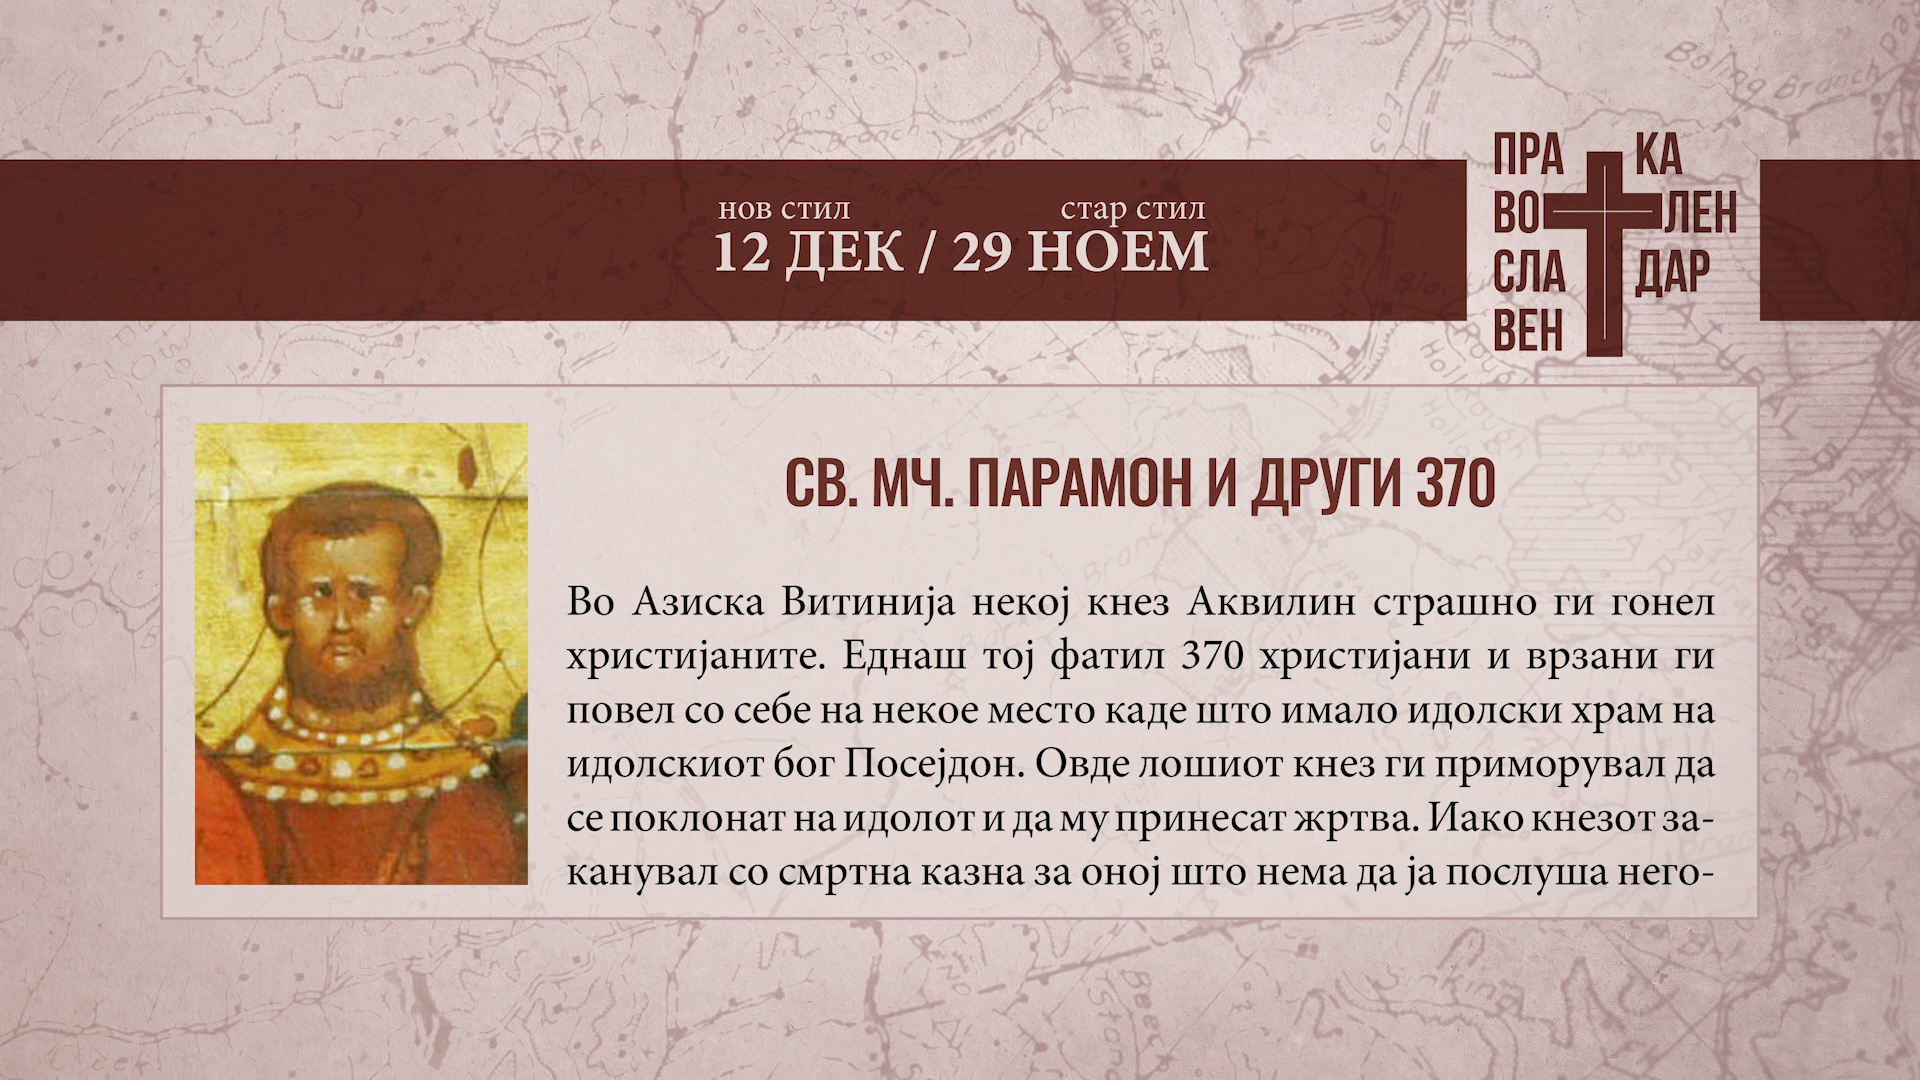 нов стил стар стил
12 ДЕК / 29 НОЕМ
ПРА КА
ВО ЛЕН
СЛА ДАР
ВЕН
СВ. МЧ. ПАРАМОН И ДРУГИ 370
Во Азиска Витинија некој кнез Аквилин страшно ги гонел
христијаните. Еднаш тој фатил 370 христијани и врзани ги
повел со себе на некое место каде што имало идолски храм на
идолскиот бог Посејдон. Овде лошиот кнез ги приморувал да
се поклонат на идолот и да му принесат жртва. Иако кнезот за-
канувал со смртна казна за оној што нема да ја послуша него-
Boling Branch
Creek